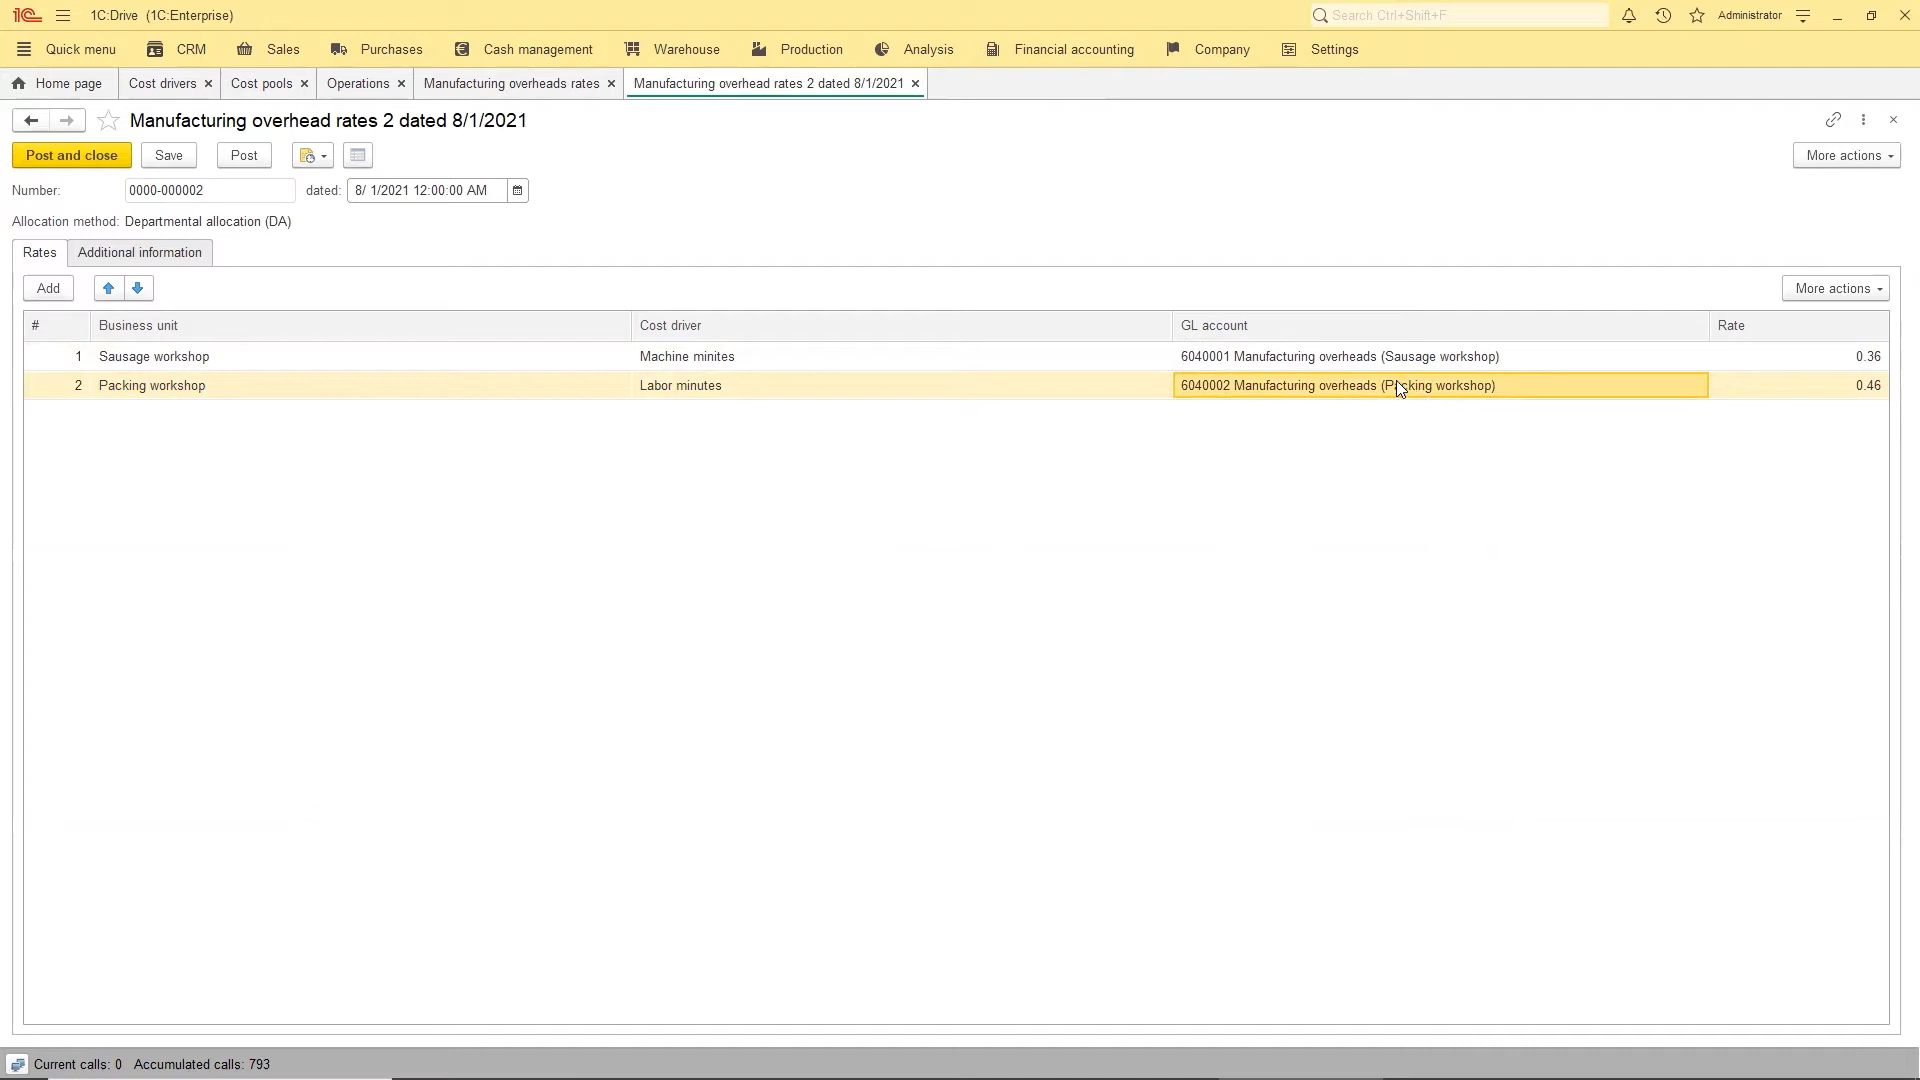 1C:Drive (1C:Enterprise)
Search Ctrl+Shift+F
Administrator
Quick menu CRM Sales Purchases Cash management Warehouse Production Analysis Financial accounting Company Settings
Home page Cost drivers Cost pools Operations Manufacturing overheads rates Manufacturing overhead rates 2 dated 8/1/2021
Manufacturing overhead rates 2 dated 8/1/2021
Post and close Save Post More actions
Number: 0000-000002 dated: 8/ 1/2021 12:00:00 AM
Allocation method: Departmental allocation (DA)
Rates Additional information
Add More actions
# Business unit Cost driver GL account Rate
1 Sausage workshop Machine minites 6040001 Manufacturing overheads (Sausage workshop) 0.36
2 Packing workshop Labor minutes 6040002 Manufacturing overheads (Packing workshop) 0.46
Current calls: 0 Accumulated calls: 793